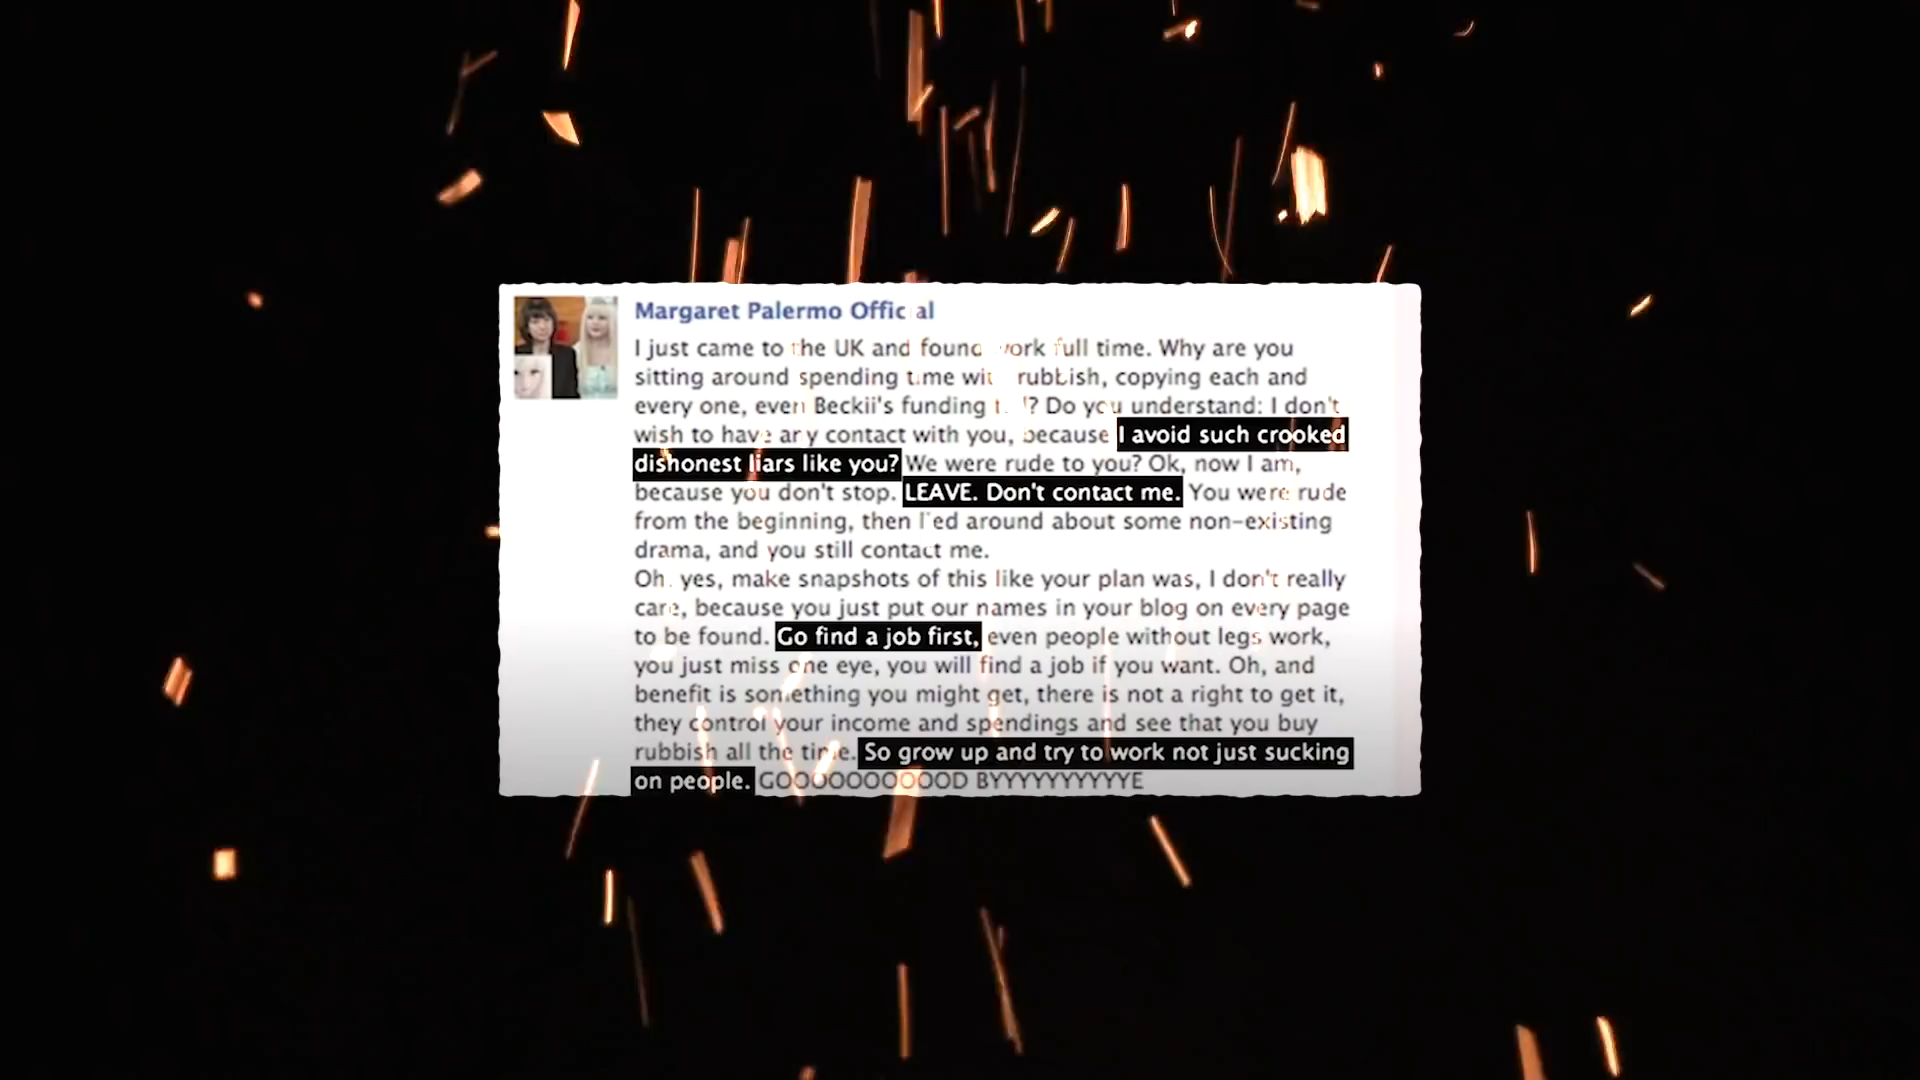 Margaret Palermo Official
I just came to the UK and found work full time. Why are you
sitting around spending time with rubbish, copying each and
every one, even Beckii's funding ? Do you understand: I don't
wish to have any contact with you, because I avoid such crooked
dishonest liars like you? We were rude to you? Ok, now I am,
because you don't stop. LEAVE. Don't contact me. You were rude
from the beginning, then lied around about some non-existing
drama, and you still contact me.
Oh yes, make snapshots of this like your plan was, I don't really
care, because you just put our names in your blog on every page
to be found. Go find a job first, even people without legs work,
you just miss one eye, you will find a job if you want. Oh, and
benefit is something you might get, there is not a right to get it,
they control your income and spendings and see that you buy
rubbish all the time. So grow up and try to work not just sucking
on people. GOOOOOOOOOOD BYYYYYYYYYYE